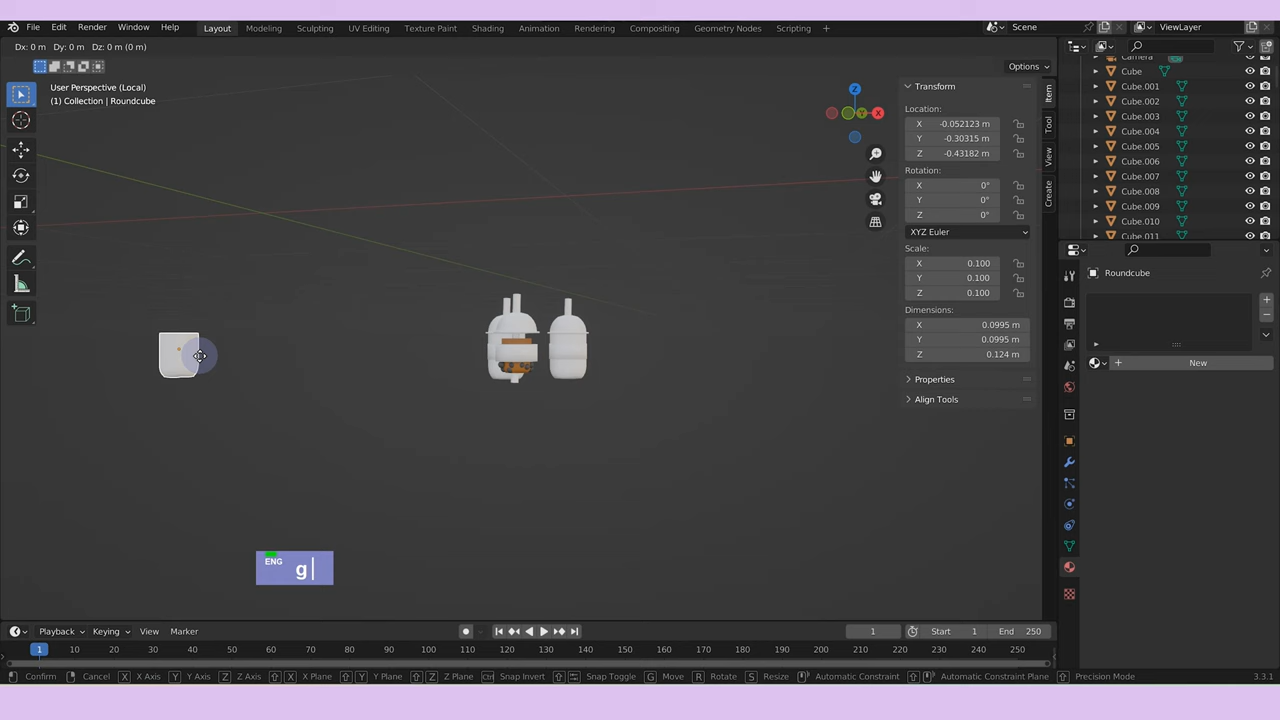 File Edit Render Window Help Layout Modeling Sculpting UV Editing Texture Paint Shading Animation Rendering Compositing Geometry Nodes Scripting + Scene ViewLayer
Dx: 0 m Dy: 0 m Dz: 0 m (0 m)
Options
User Perspective (Local)
(1) Collection | Roundcube
Z
Y
X
Transform
Location:
X -0.052123 m
Y -0.30315 m
Z -0.43182 m
Rotation:
X 0°
Y 0°
Z 0°
XYZ Euler
Scale:
X 0.100
Y 0.100
Z 0.100
Dimensions:
X 0.0995 m
Y 0.0995 m
Z 0.124 m
Properties
Align Tools
Item
Tool
View
Create
Camera
Cube
Cube.001
Cube.002
Cube.003
Cube.004
Cube.005
Cube.006
Cube.007
Cube.008
Cube.009
Cube.010
Cube.011
Roundcube
+
−
+ New
ENG
g
Playback Keying View Marker 1 Start 1 End 250
1 10 20 30 40 50 60 70 80 90 100 110 120 130 140 150 160 170 180 190 200 210 220 230 240 250
Confirm Cancel X X Axis Y Y Axis Z Z Axis X X Plane Y Y Plane Z Z Plane Ctrl Snap Invert Snap Toggle G Move R Rotate S Resize Automatic Constraint Automatic Constraint Plane Precision Mode 3.3.1